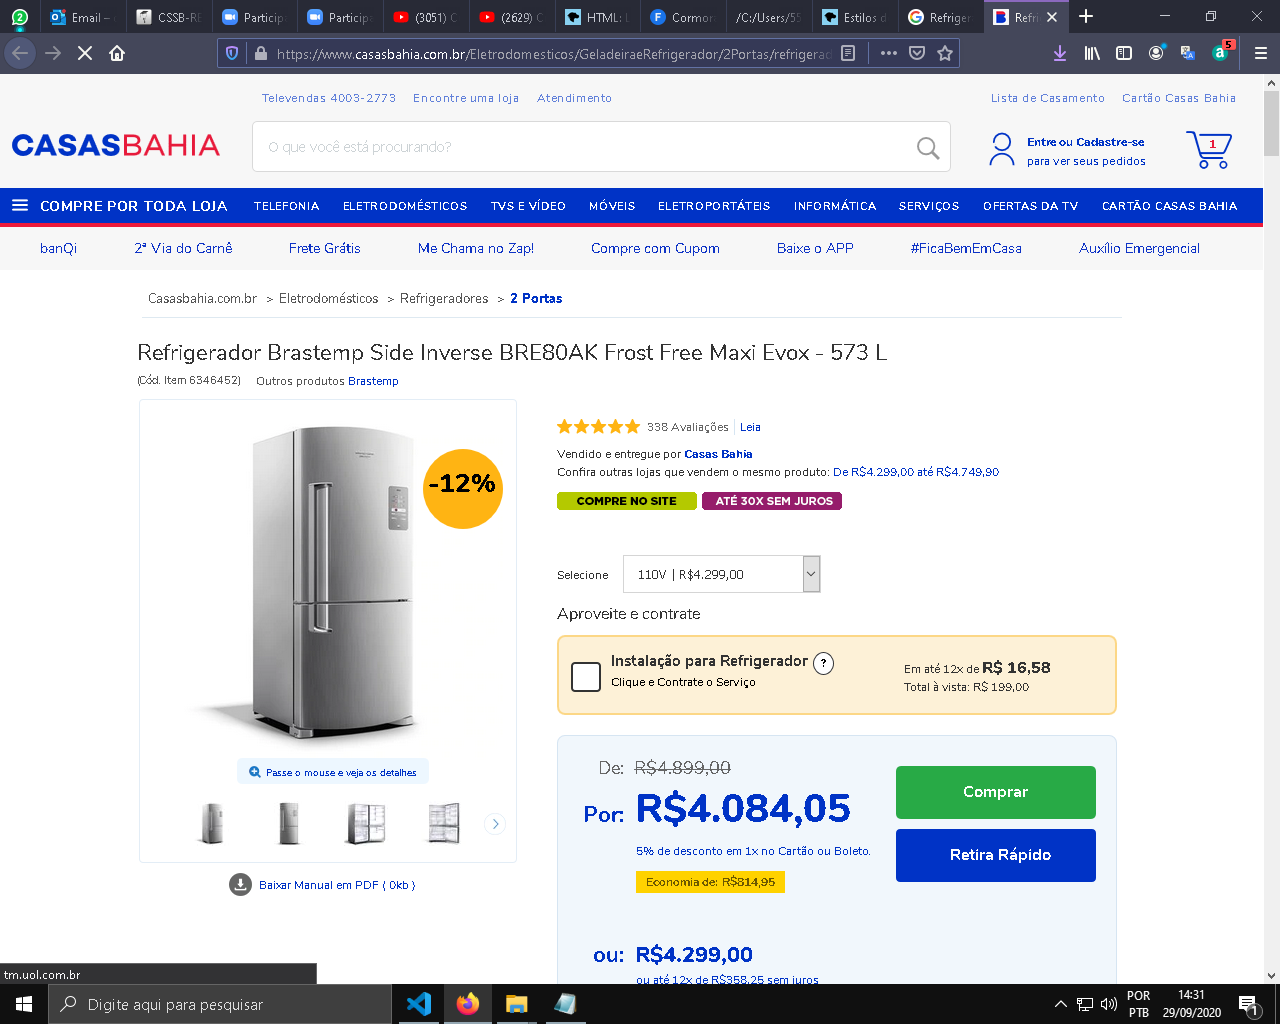 2
Email –
CSSB-RE
Particip
Particip
(3051) C
(2629) C
HTML: L
Cormon
/C:/Users/55
Estilos d
Refriger
Refri
https://www.casasbahia.com.br/Eletrodomesticos/GeladeiraeRefrigerador/2Portas/refrigerad
5
Televendas 4003-2773
Encontre uma loja
Atendimento
Lista de Casamento
Cartão Casas Bahia
CASASBAHIA
O que você está procurando?
Entre ou Cadastre-se
para ver seus pedidos
1
COMPRE POR TODA LOJA
TELEFONIA
ELETRODOMÉSTICOS
TVS E VÍDEO
MÓVEIS
ELETROPORTÁTEIS
INFORMÁTICA
SERVIÇOS
OFERTAS DA TV
CARTÃO CASAS BAHIA
banQi
2ª Via do Carnê
Frete Grátis
Me Chama no Zap!
Compre com Cupom
Baixe o APP
#FicaBemEmCasa
Auxílio Emergencial
Casasbahia.com.br > Eletrodomésticos > Refrigeradores > 2 Portas
Refrigerador Brastemp Side Inverse BRE80AK Frost Free Maxi Evox - 573 L
(Cód. Item 6346452) Outros produtos Brastemp
-12%
Passe o mouse e veja os detalhes
Baixar Manual em PDF ( 0kb )
338 Avaliações
Leia
Vendido e entregue por Casas Bahia
Confira outras lojas que vendem o mesmo produto: De R$4.299,00 até R$4.749,90
COMPRE NO SITE
ATÉ 30X SEM JUROS
Selecione
110V | R$4.299,00
Aproveite e contrate
Instalação para Refrigerador ?
Clique e Contrate o Serviço
Em até 12x de R$ 16,58
Total à vista: R$ 199,00
De: R$4.899,00
Por: R$4.084,05
5% de desconto em 1x no Cartão ou Boleto.
Economia de: R$814,95
Comprar
Retira Rápido
ou: R$4.299,00
ou até 12x de R$358,25 sem juros
tm.uol.com.br
Digite aqui para pesquisar
POR
PTB
14:31
29/09/2020
1